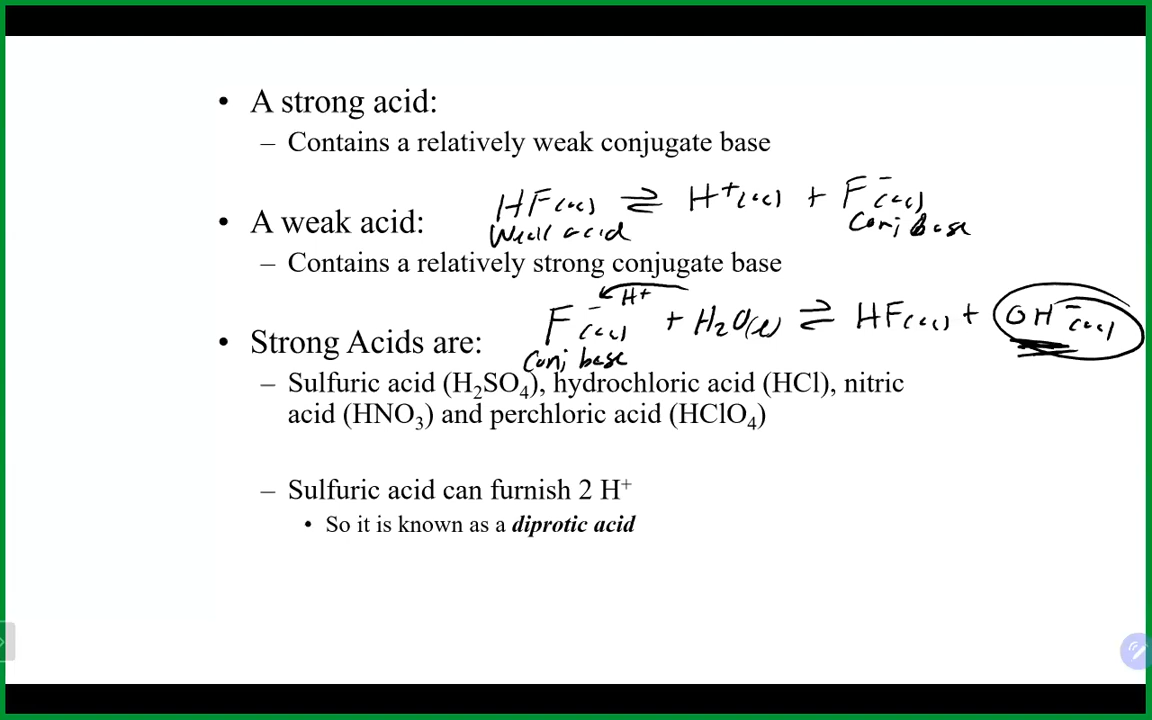 • A strong acid:
– Contains a relatively weak conjugate base
HF(aq) ⇌ H+(aq) + F-(aq)
• A weak acid:
Weak acid Conj base
– Contains a relatively strong conjugate base
H+
F-(aq) + H2O(l) ⇌ HF(aq) + OH-(aq)
• Strong Acids are:
Conj base
– Sulfuric acid (H₂SO₄), hydrochloric acid (HCl), nitric
acid (HNO₃) and perchloric acid (HClO₄)
– Sulfuric acid can furnish 2 H⁺
• So it is known as a diprotic acid